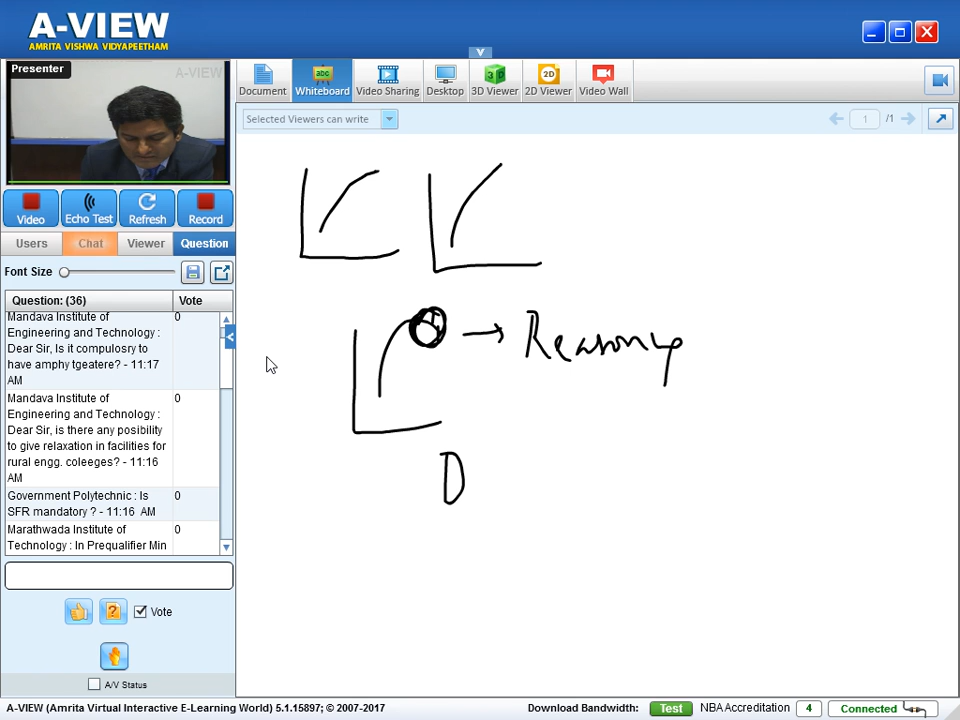 A-VIEW
AMRITA VISHWA VIDYAPEETHAM
Presenter
A-VIEW
Document
Whiteboard
Video Sharing
Desktop
3D Viewer
2D Viewer
Video Wall
Selected Viewers can write
1 /1
Video
Echo Test
Refresh
Record
Users
Chat
Viewer
Question
Font Size
Question: (36) Vote
Mandava Institute of 0
Engineering and Technology :
Dear Sir, Is it compulosry to
have amphy tgeatere? - 11:17
AM
Mandava Institute of 0
Engineering and Technology :
Dear Sir, is there any posibility
to give relaxation in facilities for
rural engg. coleeges? - 11:16
AM
Government Polytechnic : Is 0
SFR mandatory ? - 11:16 AM
Marathwada Institute of 0
Technology : In Prequalifier Min
Vote
A/V Status
Reasong
D
A-VIEW (Amrita Virtual Interactive E-Learning World) 5.1.15897; © 2007-2017
Download Bandwidth: Test NBA Accreditation 4 Connected